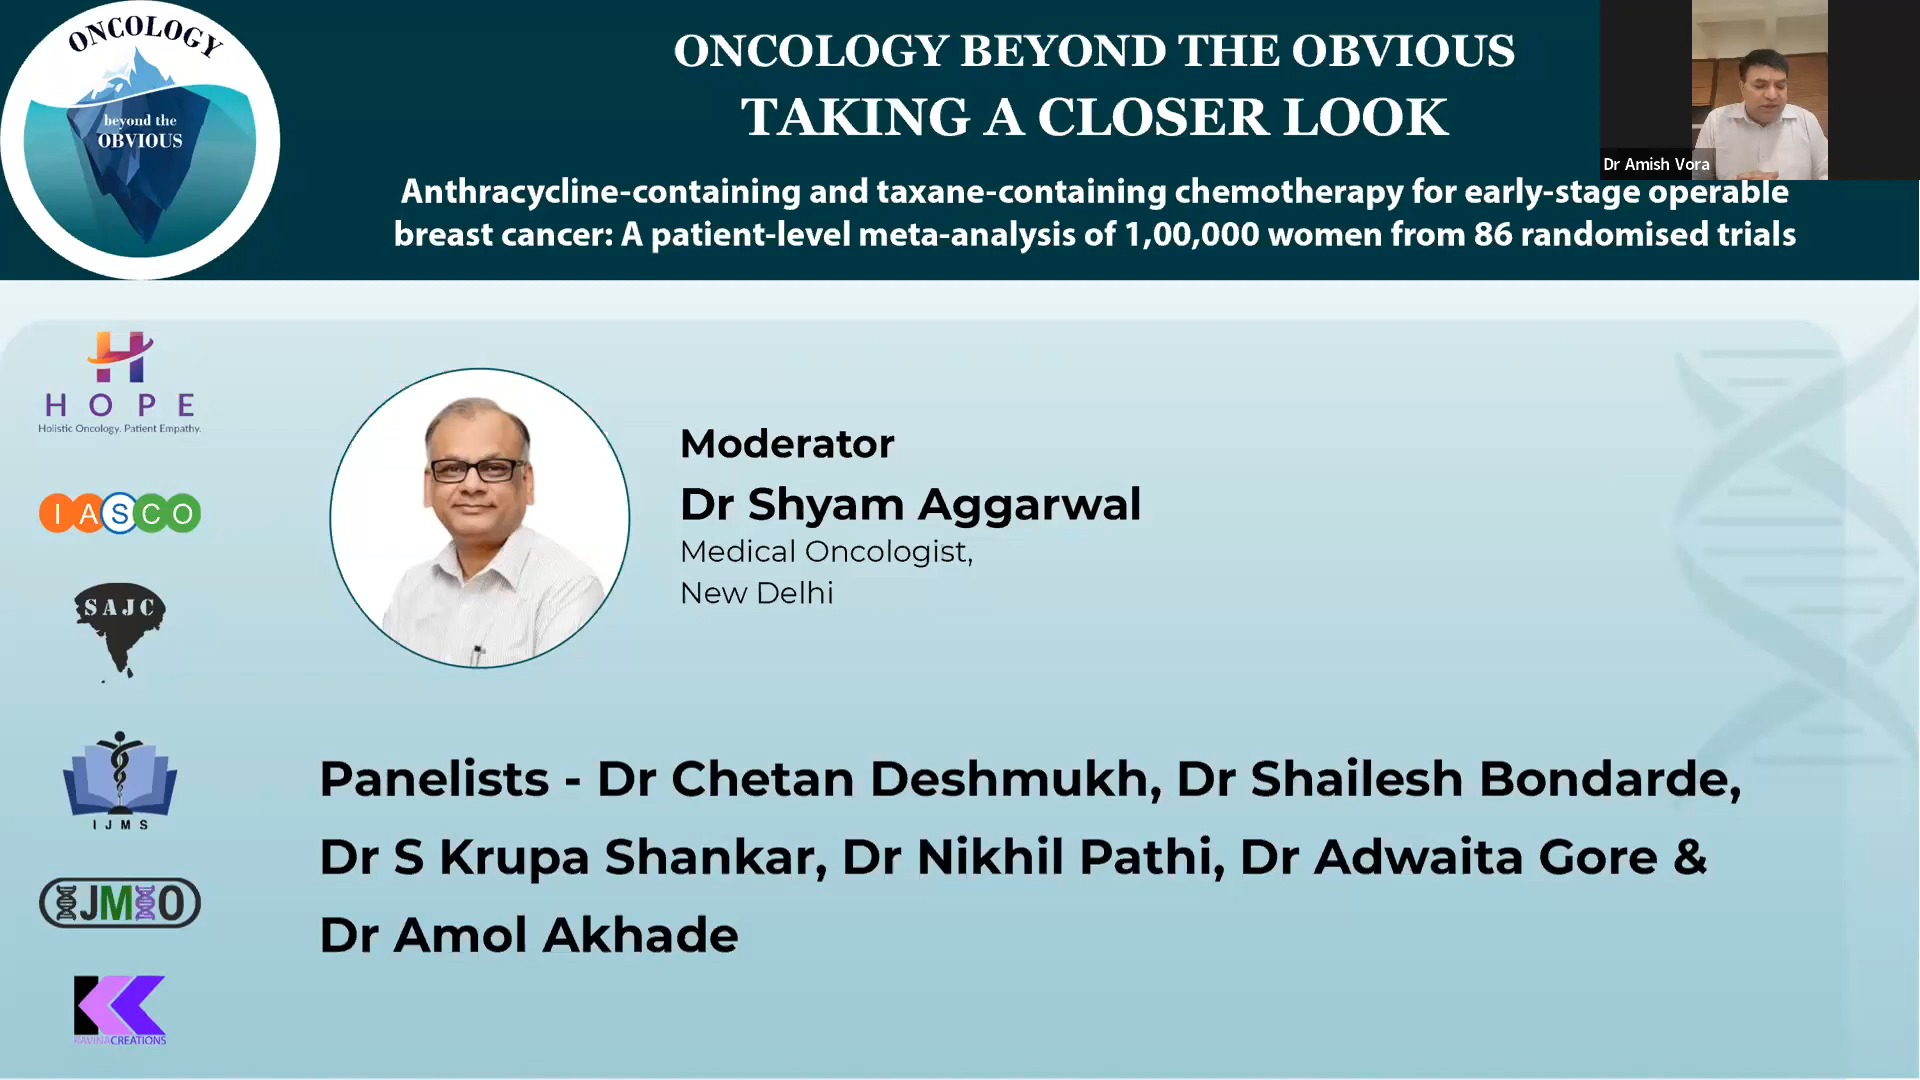 ONCOLOGY
beyond the
OBVIOUS
ONCOLOGY BEYOND THE OBVIOUS
TAKING A CLOSER LOOK
Anthracycline-containing and taxane-containing chemotherapy for early-stage operable
breast cancer: A patient-level meta-analysis of 1,00,000 women from 86 randomised trials
Dr Amish Vora
H O P E
Holistic Oncology. Patient Empathy.
IASCO
SAJC
IJMS
IJMIO
KAVINACREATIONS
Moderator
Dr Shyam Aggarwal
Medical Oncologist,
New Delhi
Panelists - Dr Chetan Deshmukh, Dr Shailesh Bondarde,
Dr S Krupa Shankar, Dr Nikhil Pathi, Dr Adwaita Gore &
Dr Amol Akhade